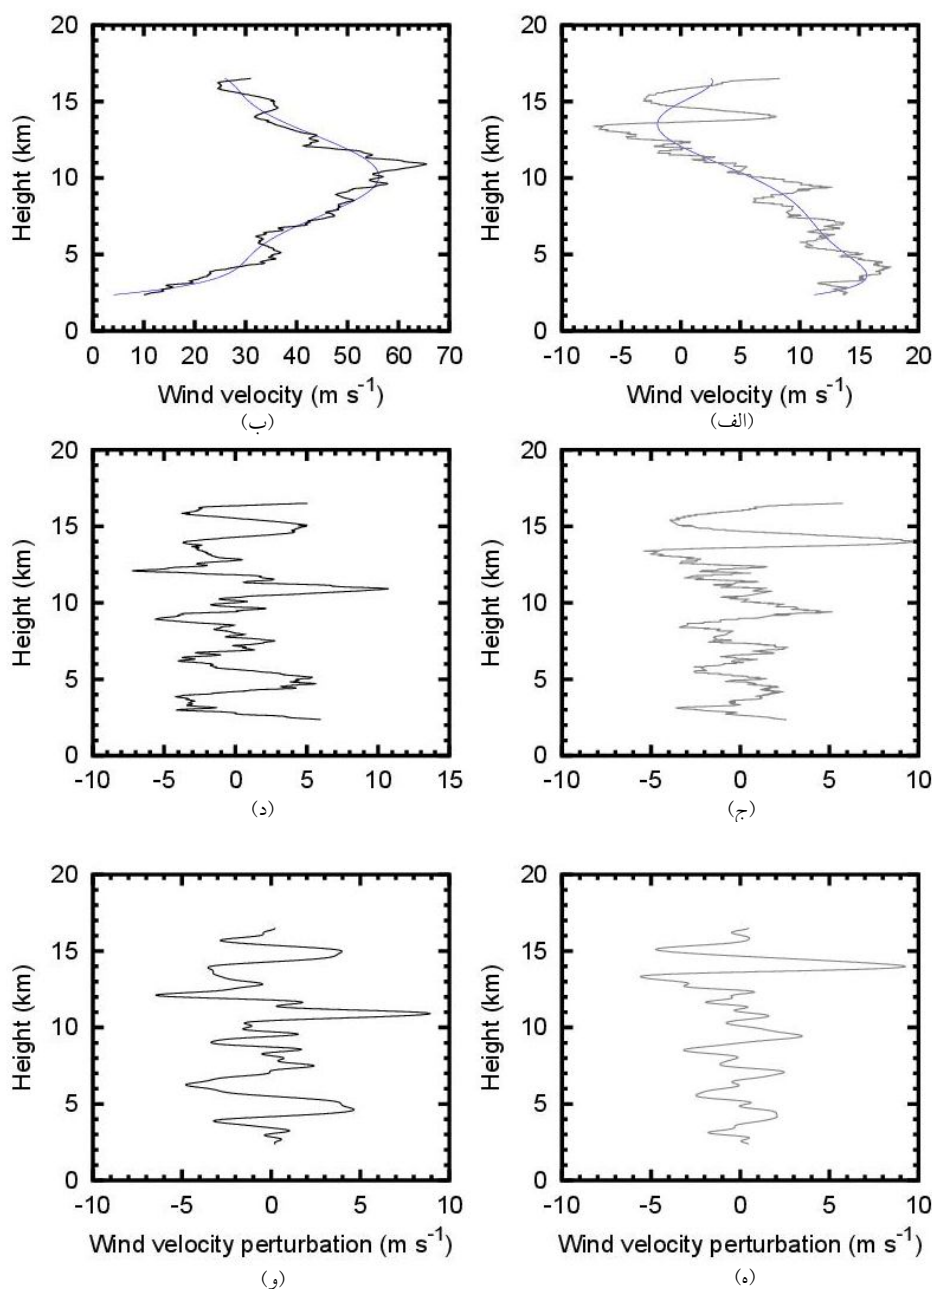 20
15
10
5
0
Height (km)
0 10 20 30 40 50 60 70
Wind velocity (m s-1)
(ب)
20
15
10
5
0
Height (km)
-10 -5 0 5 10 15 20
Wind velocity (m s-1)
(الف)
20
15
10
5
0
Height (km)
-10 -5 0 5 10 15
(د)
20
15
10
5
0
Height (km)
-10 -5 0 5 10
(ج)
20
15
10
5
0
Height (km)
-10 -5 0 5 10
Wind velocity perturbation (m s-1)
(و)
20
15
10
5
0
Height (km)
-10 -5 0 5 10
Wind velocity perturbation (m s-1)
(ه)